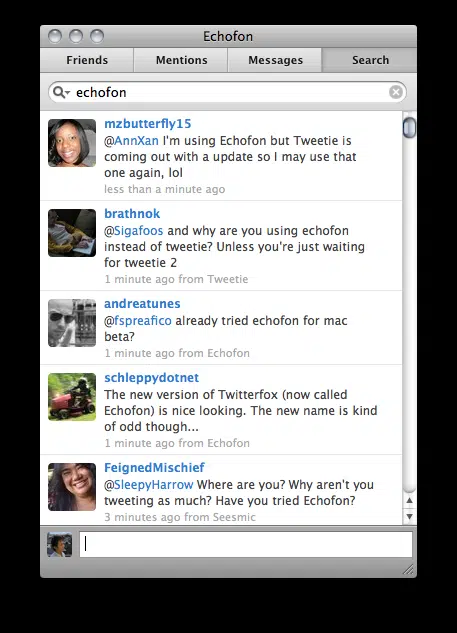 Echofon
Friends Mentions Messages Search
echofon
mzbutterfly15
@AnnXan I'm using Echofon but Tweetie is
coming out with a update so I may use that
one again, lol
less than a minute ago
brathnok
@Sigafoos and why are you using echofon
instead of tweetie? Unless you're just waiting
for tweetie 2
1 minute ago from Tweetie
andreatunes
@fspreafico already tried echofon for mac
beta?
1 minute ago from Echofon
schleppydotnet
The new version of Twitterfox (now called
Echofon) is nice looking. The new name is kind
of odd though...
1 minute ago from Echofon
FeignedMischief
@SleepyHarrow Where are you? Why aren't you
tweeting as much? Have you tried Echofon?
3 minutes ago from Seesmic